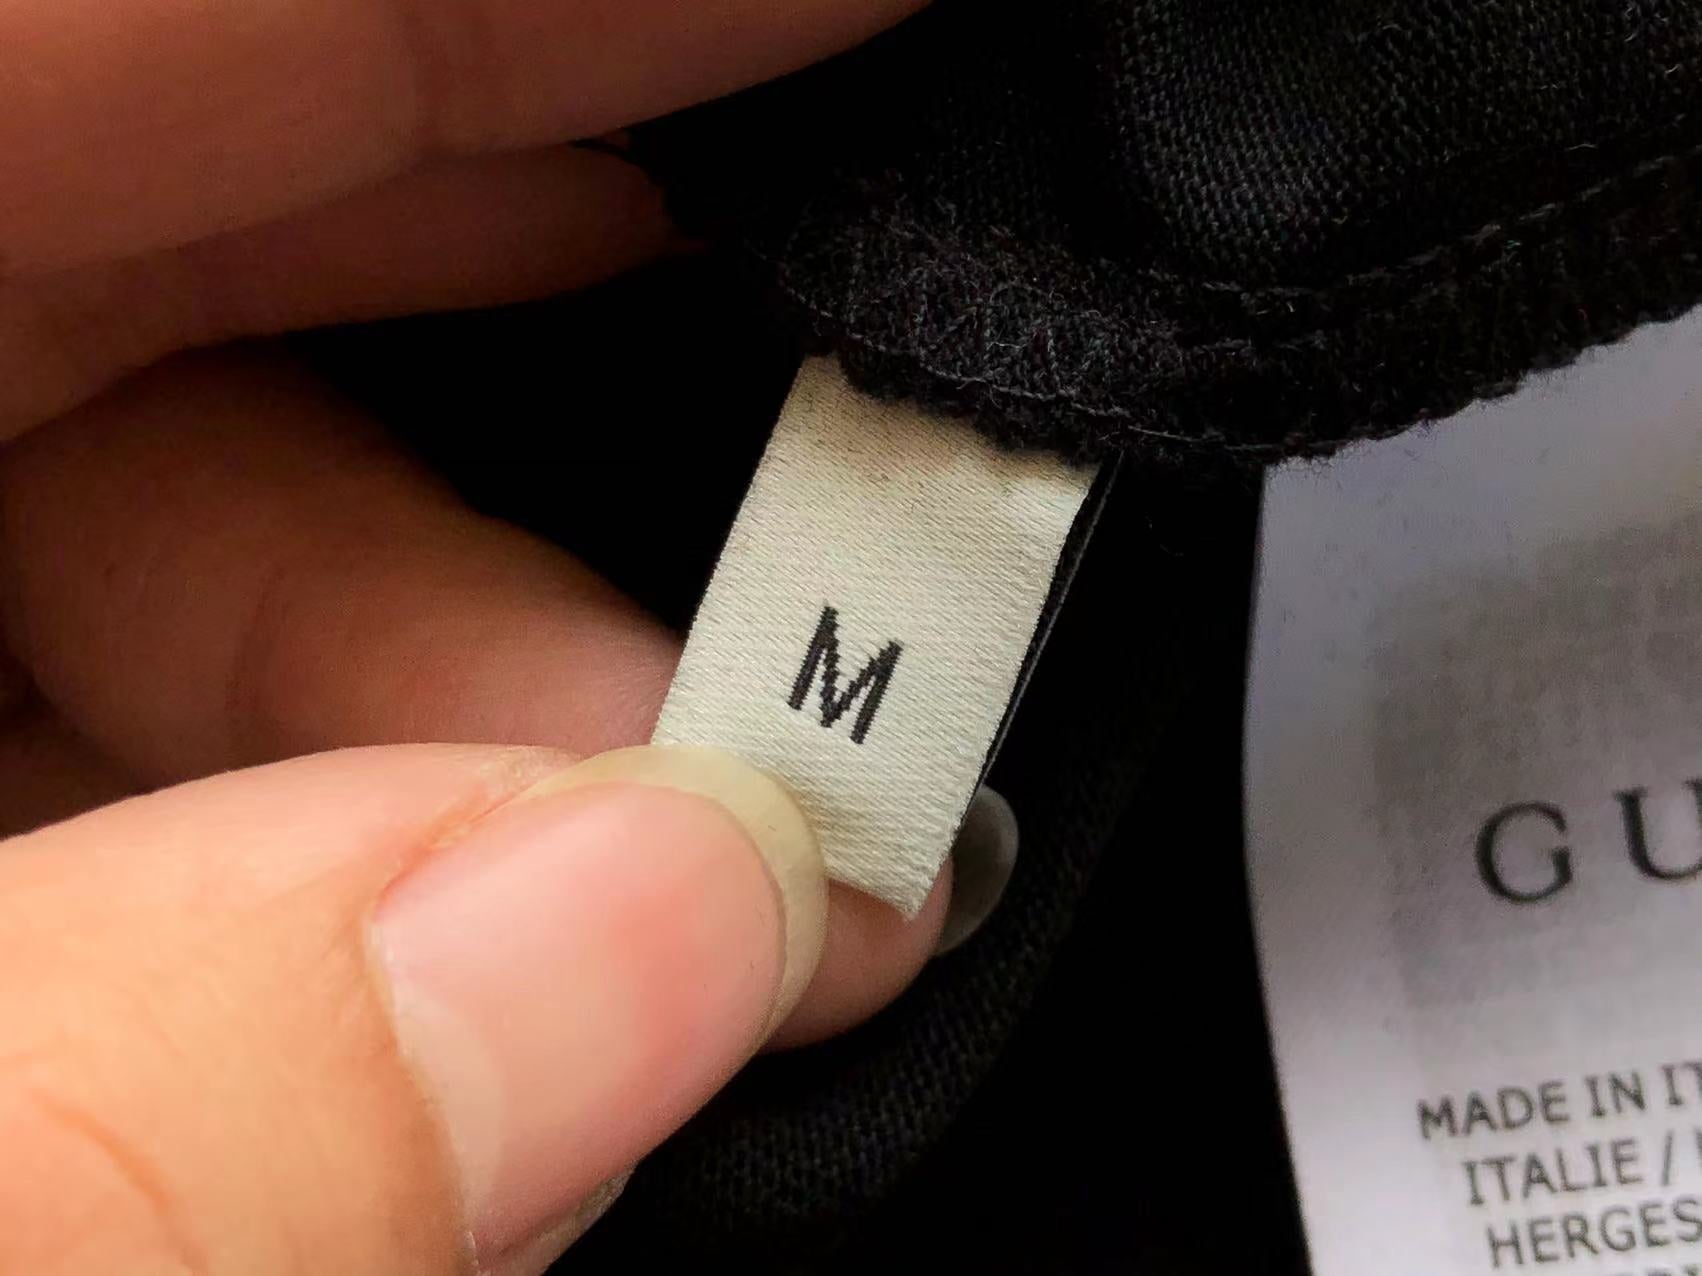 M
GU
MADE IN IT
ITALIE /
HERGES